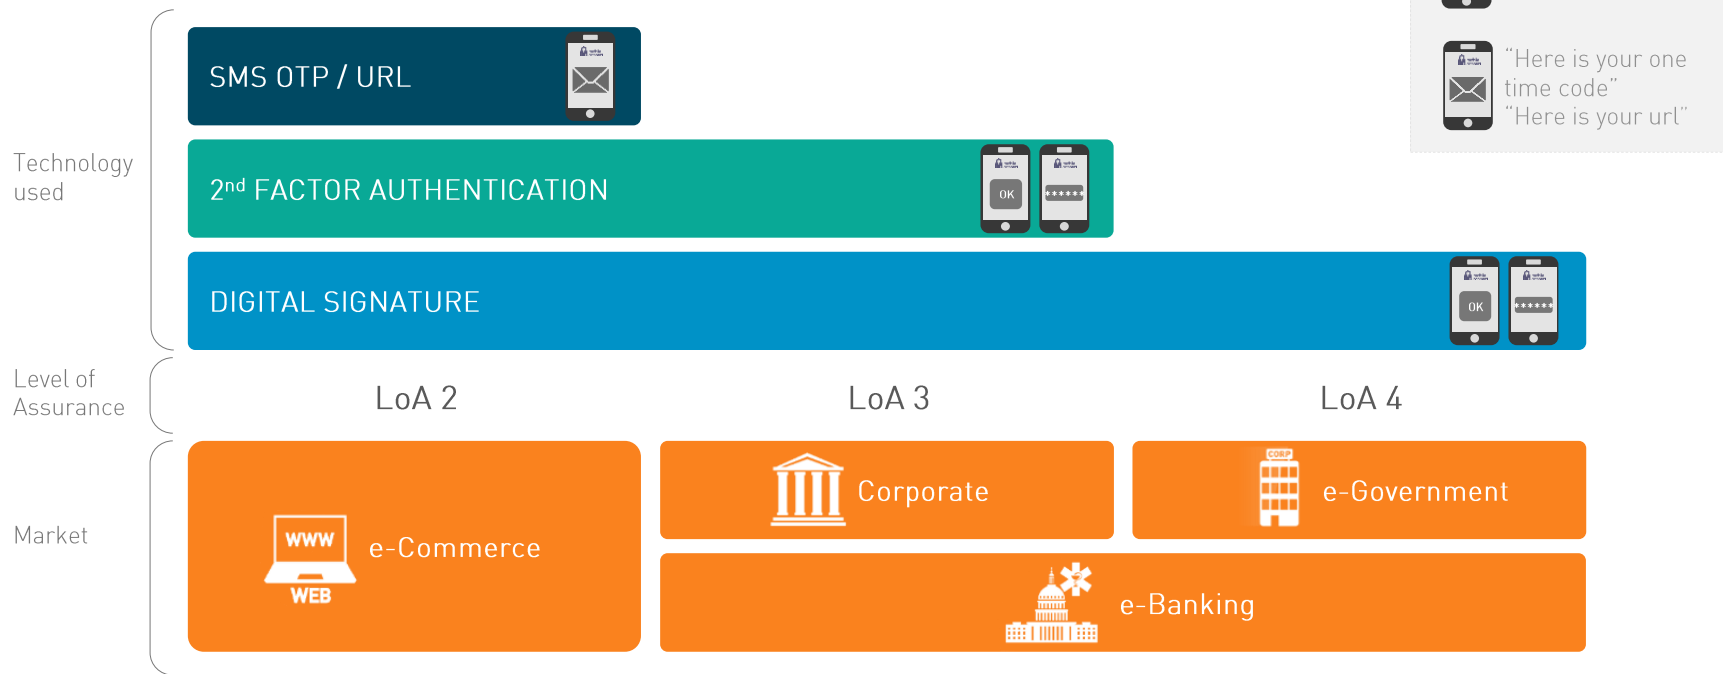 SMS OTP / URL
"Here is your one
time code"
"Here is your url"
Technology
used
2nd FACTOR AUTHENTICATION
OK
******
DIGITAL SIGNATURE
OK
******
Level of
Assurance
LoA 2
LoA 3
LoA 4
Market
WWW
WEB
e-Commerce
Corporate
CORP
e-Government
e-Banking